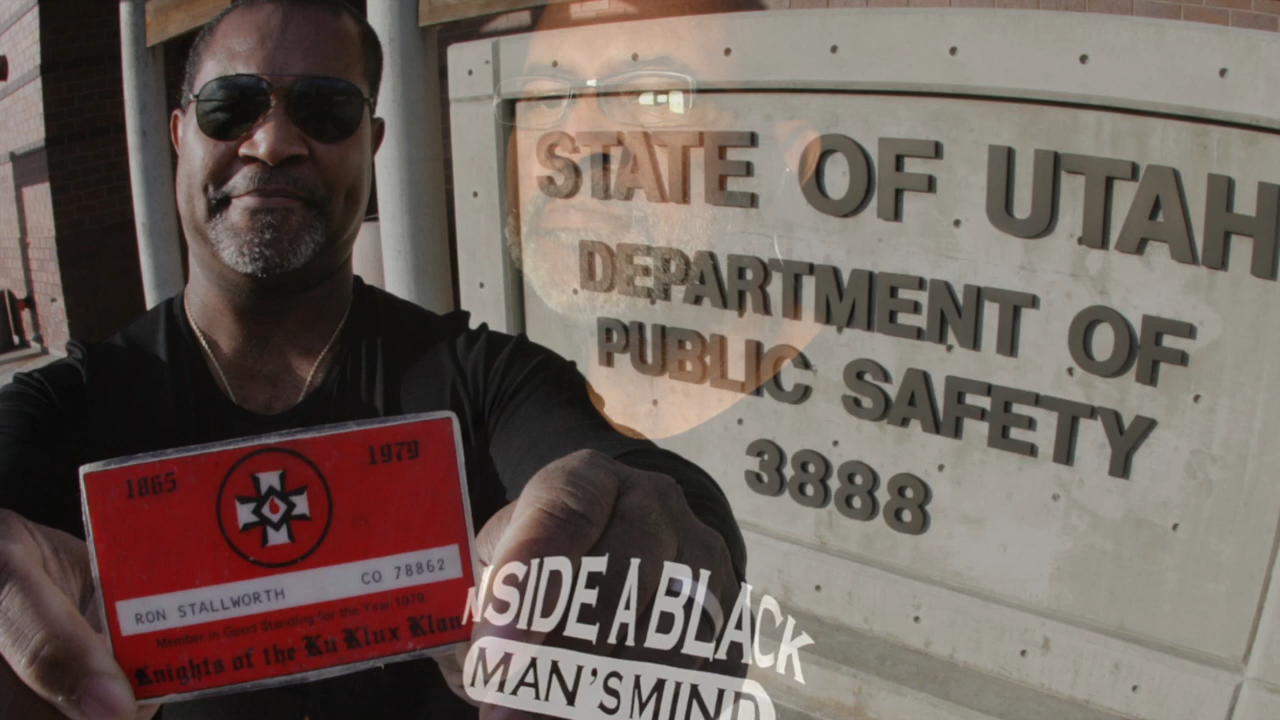 1865 1979
RON STALLWORTH CO 78862
Member in Good Standing for the Year 1979
Knights of the Ku Klux Klan
STATE OF UTAH
DEPARTMENT OF
PUBLIC SAFETY
3888
NSIDE A BLACK
MAN'S MIND